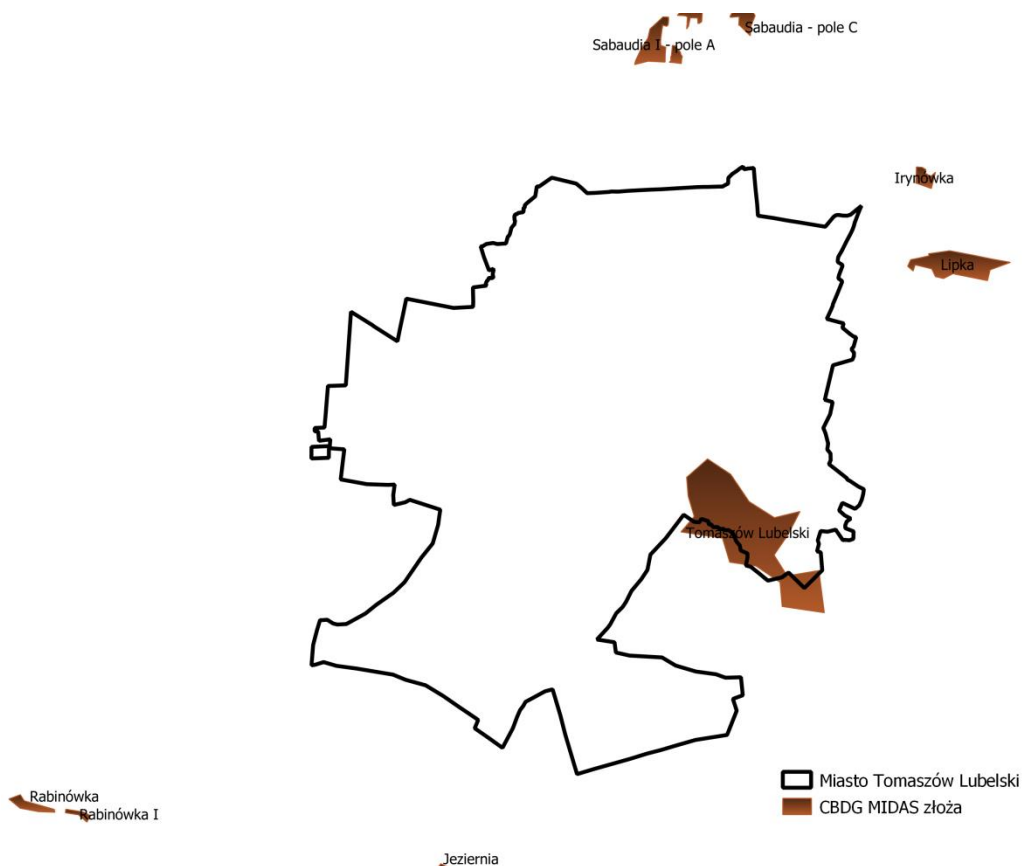 Sabaudia - pole C
Sabaudia I - pole A
Irynówka
Lipka
Tomaszów Lubelski
Miasto Tomaszów Lubelski
CBDG MIDAS złoża
Rabinówka
Rabinówka I
Jeziernia